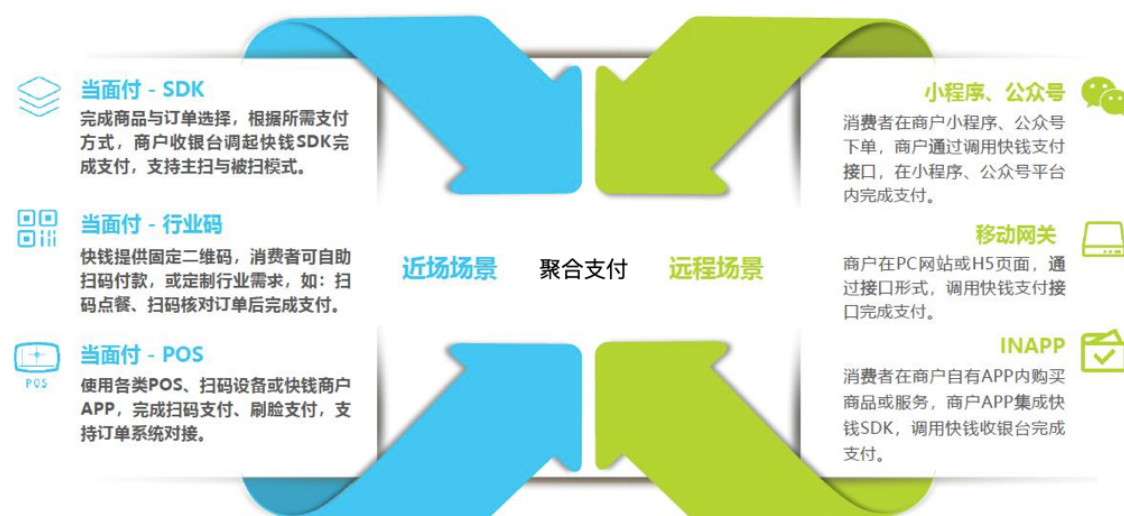 当面付 - SDK
完成商品与订单选择，根据所需支付
方式，商户收银台调起快钱SDK完
成支付，支持主扫与被扫模式。
当面付 - 行业码
快钱提供固定二维码，消费者可自助
扫码付款，或定制行业需求，如：扫
码点餐、扫码核对订单后完成支付。
POS
当面付 - POS
使用各类POS、扫码设备或快钱商户
APP，完成扫码支付、刷脸支付，支
持订单系统对接。
近场场景
聚合支付
远程场景
小程序、公众号
消费者在商户小程序、公众号
下单，商户通过调用快钱支付
接口，在小程序、公众号平台
内完成支付。
移动网关
商户在PC网站或H5页面，通
过接口形式，调用快钱支付接
口完成支付。
INAPP
消费者在商户自有APP内购买
商品或服务，商户APP集成快
钱SDK，调用快钱收银台完成
支付。